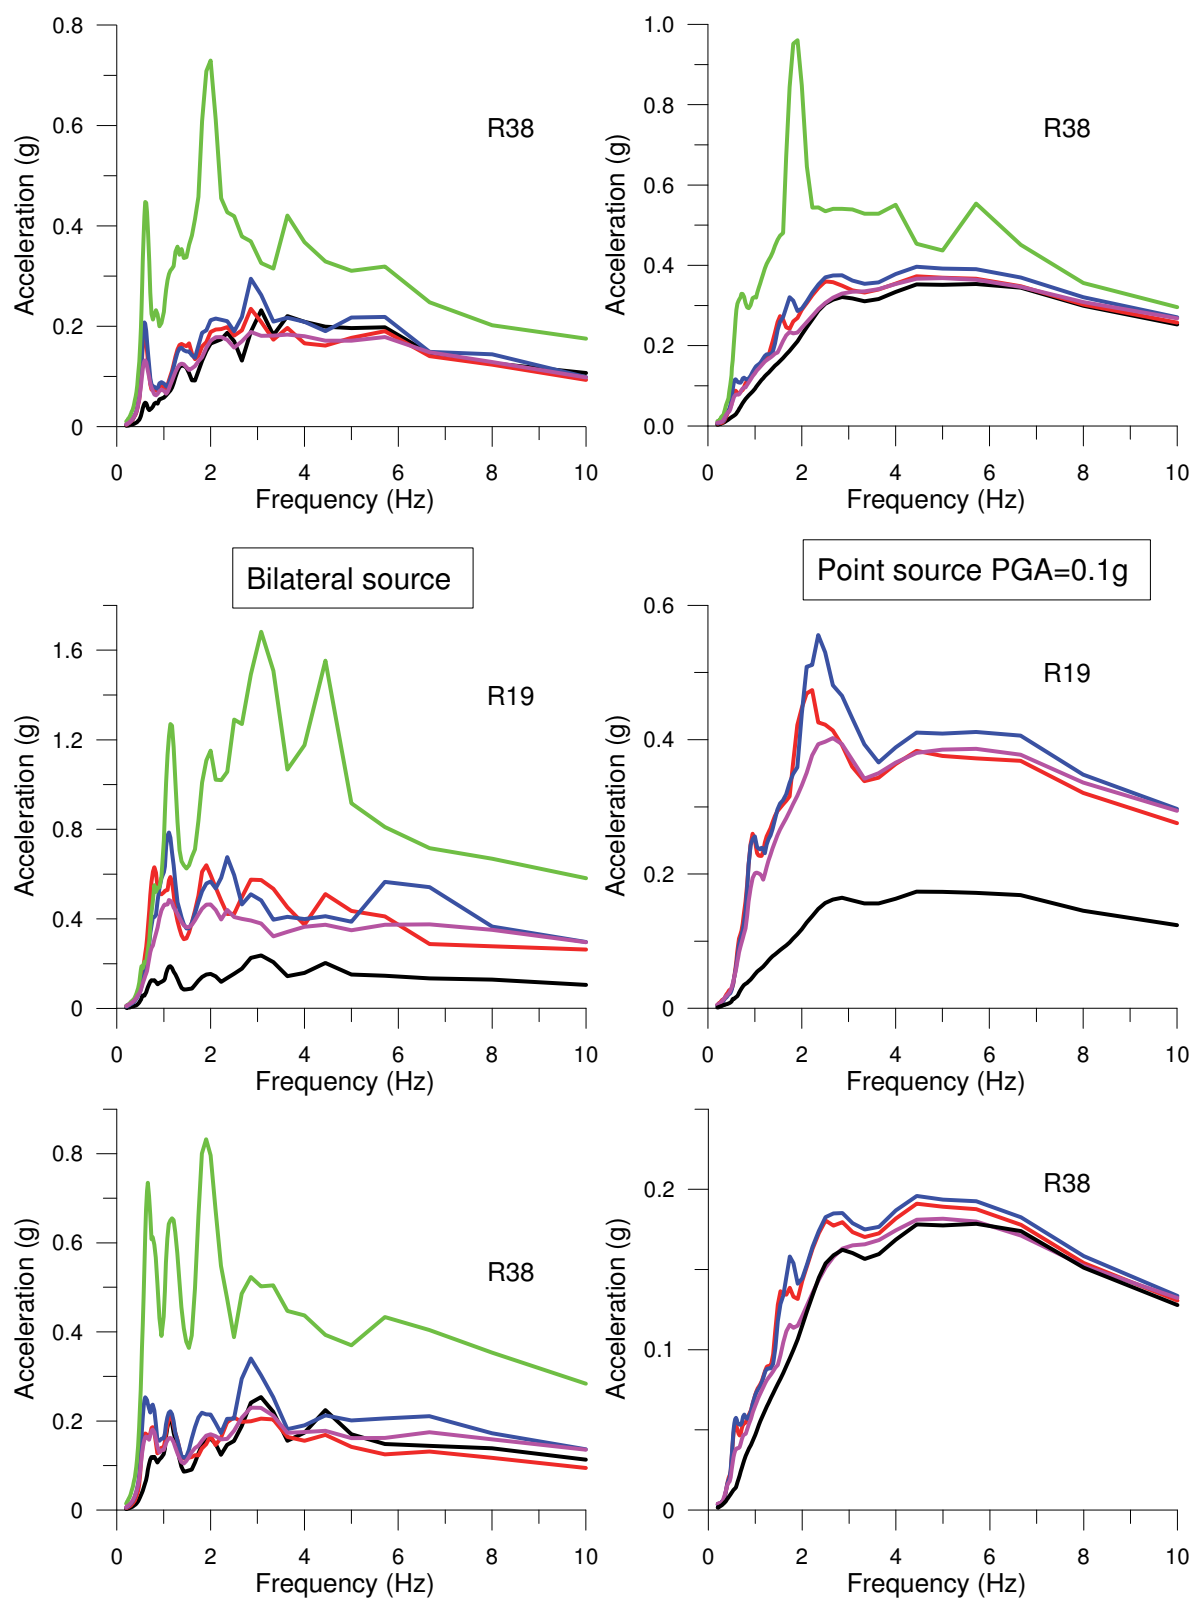 0.8
0.6
0.4
0.2
0
Acceleration (g)
R38
0 2 4 6 8 10
Frequency (Hz)
1.0
0.8
0.6
0.4
0.2
0.0
Acceleration (g)
R38
0 2 4 6 8 10
Frequency (Hz)
Bilateral source
1.6
1.2
0.8
0.4
0
Acceleration (g)
R19
0 2 4 6 8 10
Frequency (Hz)
Point source PGA=0.1g
0.6
0.4
0.2
0
Acceleration (g)
R19
0 2 4 6 8 10
Frequency (Hz)
0.8
0.6
0.4
0.2
0
Acceleration (g)
R38
0 2 4 6 8 10
Frequency (Hz)
0.2
0.1
0
Acceleration (g)
R38
0 2 4 6 8 10
Frequency (Hz)